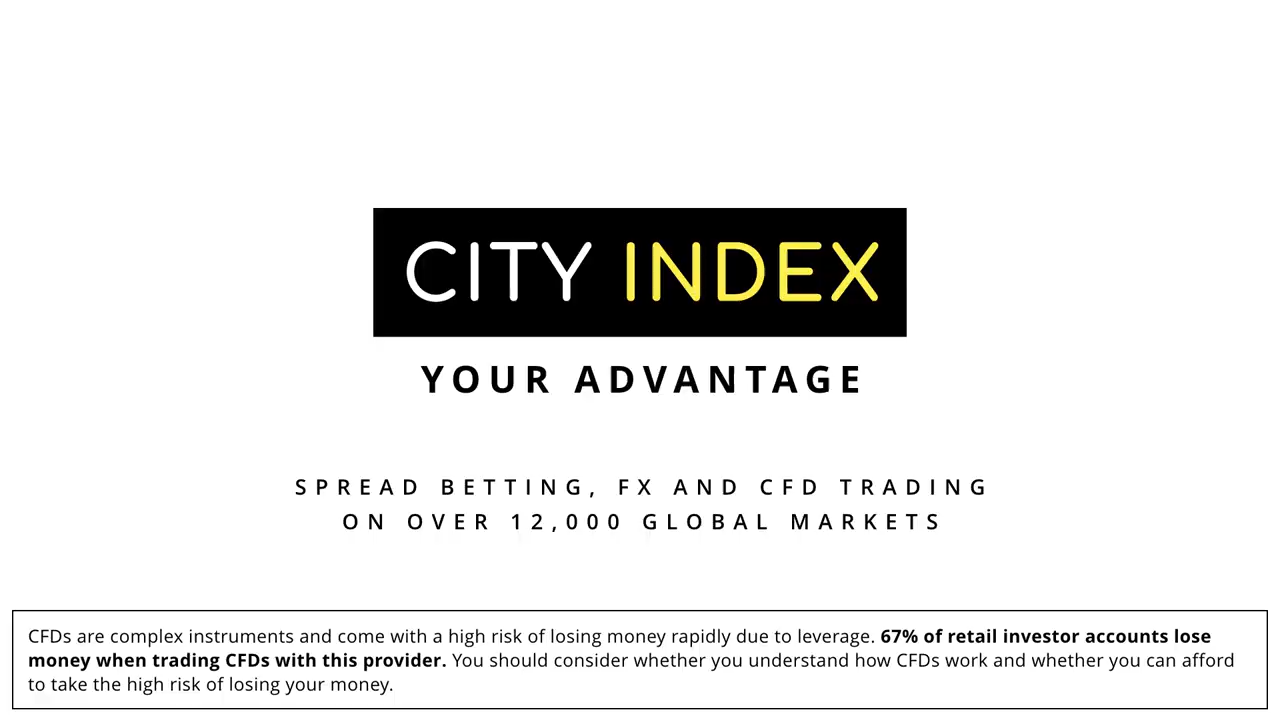 CITY INDEX
YOUR ADVANTAGE
SPREAD BETTING, FX AND CFD TRADING
ON OVER 12,000 GLOBAL MARKETS
CFDs are complex instruments and come with a high risk of losing money rapidly due to leverage. 67% of retail investor accounts lose
money when trading CFDs with this provider. You should consider whether you understand how CFDs work and whether you can afford
to take the high risk of losing your money.